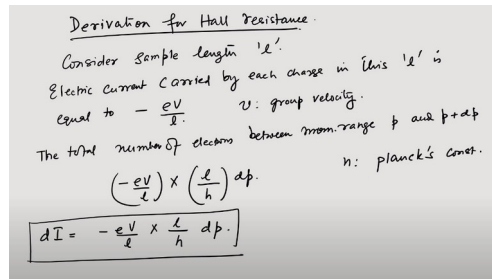 Derivation for Hall resistance.
Consider sample length 'l'.
Electric current carried by each charge in this 'l' is
equal to - ev/l. v: group velocity.
The total number of electrons between mom. range p and p+dp
(-ev/l) × (l/h) dp. h: planck's const.
dI = - ev/l × l/h dp.